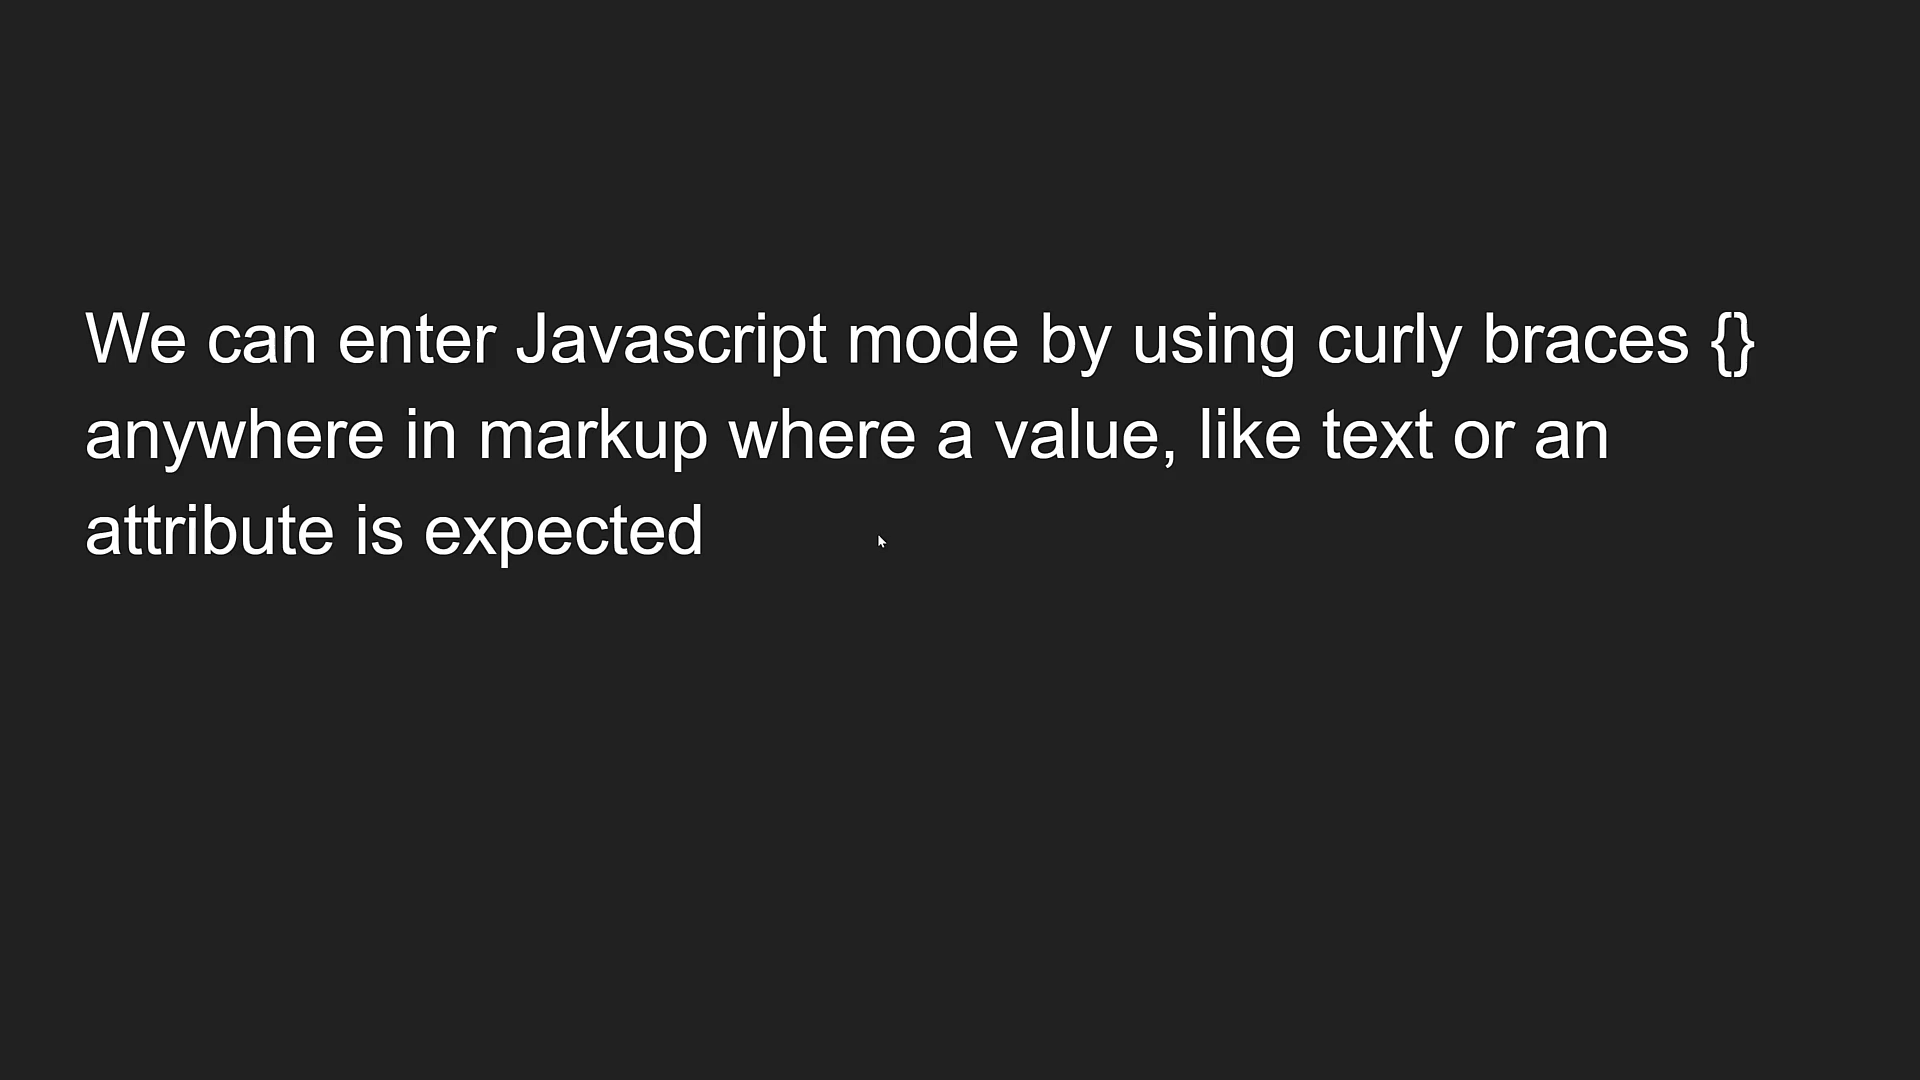 We can enter Javascript mode by using curly braces {}
anywhere in markup where a value, like text or an
attribute is expected